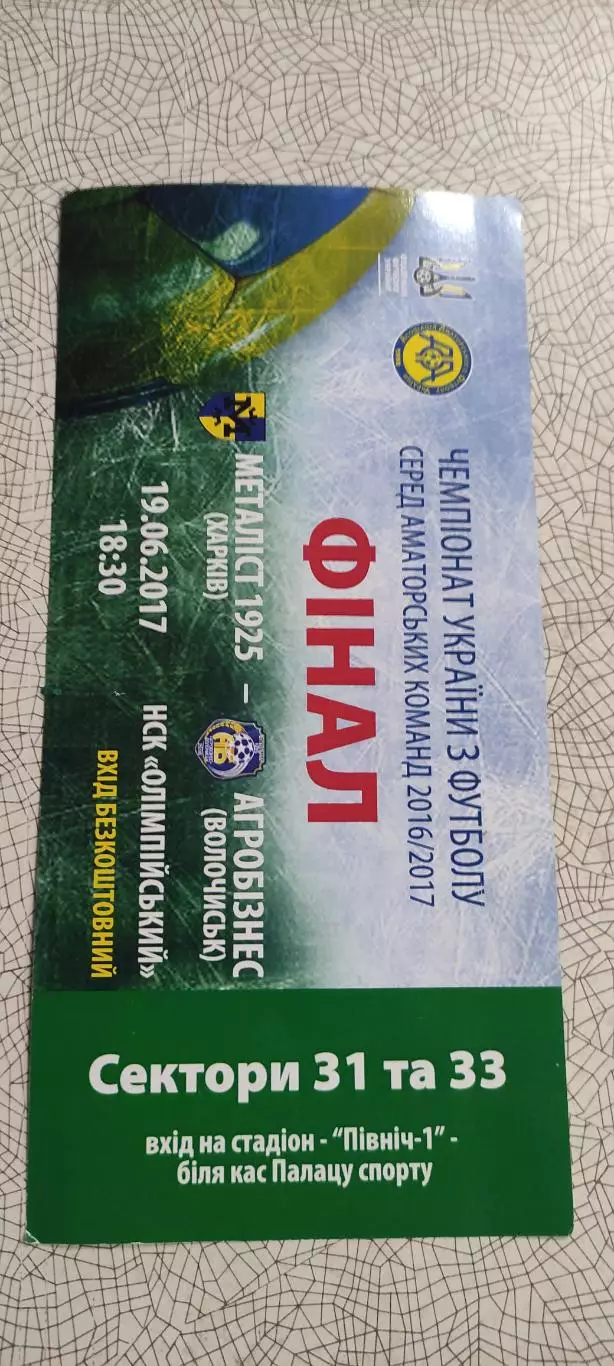 ЧЕМПІОНАТ УКРАЇНИ З ФУТБОЛУ
СЕРЕД АМАТОРСЬКИХ КОМАНД 2016/2017
ФІНАЛ
МЕТАЛІСТ 1925 – АГРОБІЗНЕС
(ХАРКІВ) (ВОЛОЧИСЬК)
19.06.2017 НСК «ОЛІМПІЙСЬКИЙ»
18:30 ВХІД БЕЗКОШТОВНИЙ
Сектори 31 та 33
вхід на стадіон - “Північ-1” -
біля кас Палацу спорту